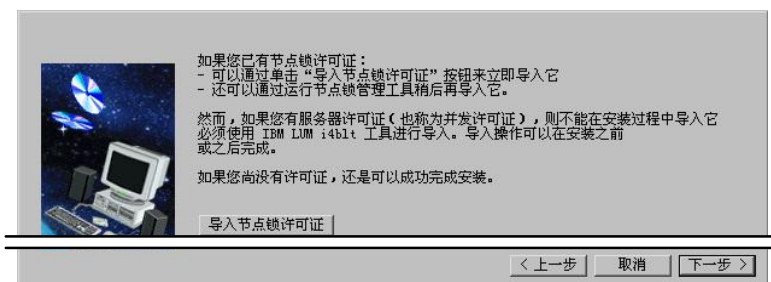 如果您已有节点锁许可证：
- 可以通过单击“导入节点锁许可证”按钮来立即导入它
- 还可以通过运行节点锁管理工具稍后再导入它。
然而，如果您有服务器许可证(也称为并发许可证)，则不能在安装过程中导入它
必须使用 IBM LUM i4blt 工具进行导入。导入操作可以在安装之前
或之后完成。
如果您尚没有许可证，还是可以成功完成安装。
导入节点锁许可证
< 上一步 取消 下一步 >